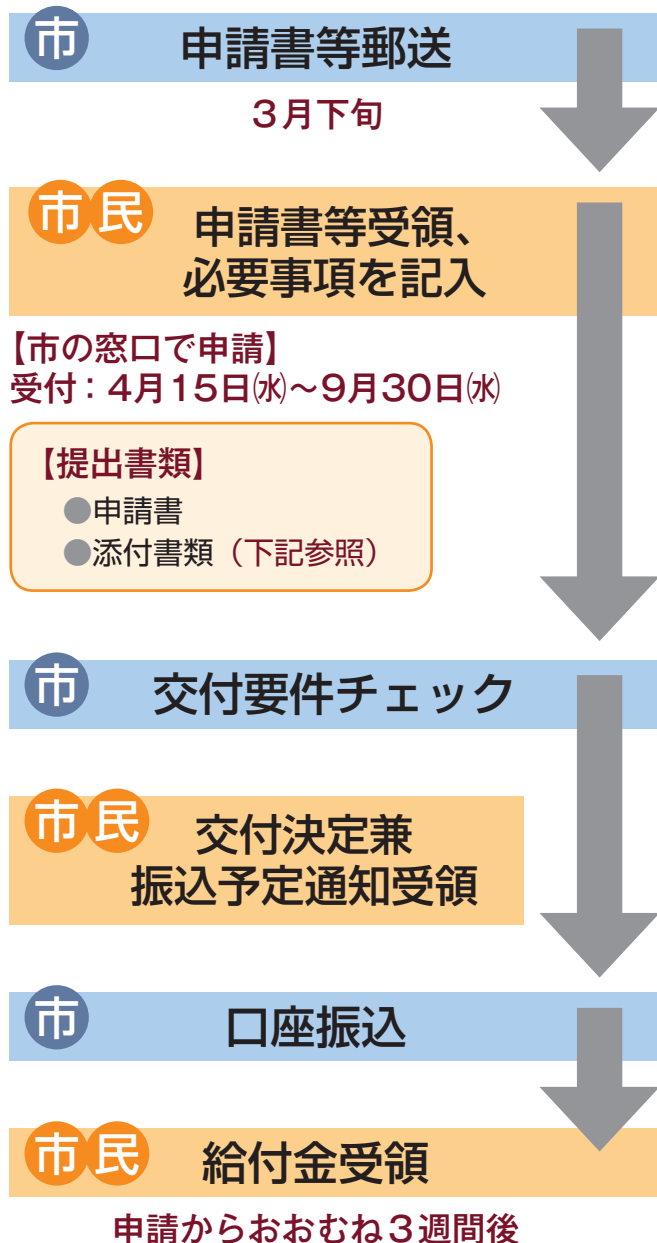 市 申請書等郵送
3月下旬
市民 申請書等受領、
必要事項を記入
【市の窓口で申請】
受付：4月15日㈬～9月30日㈬
【提出書類】
●申請書
●添付書類（下記参照）
市 交付要件チェック
市民 交付決定兼
振込予定通知受領
市 口座振込
市民 給付金受領
申請からおおむね3週間後